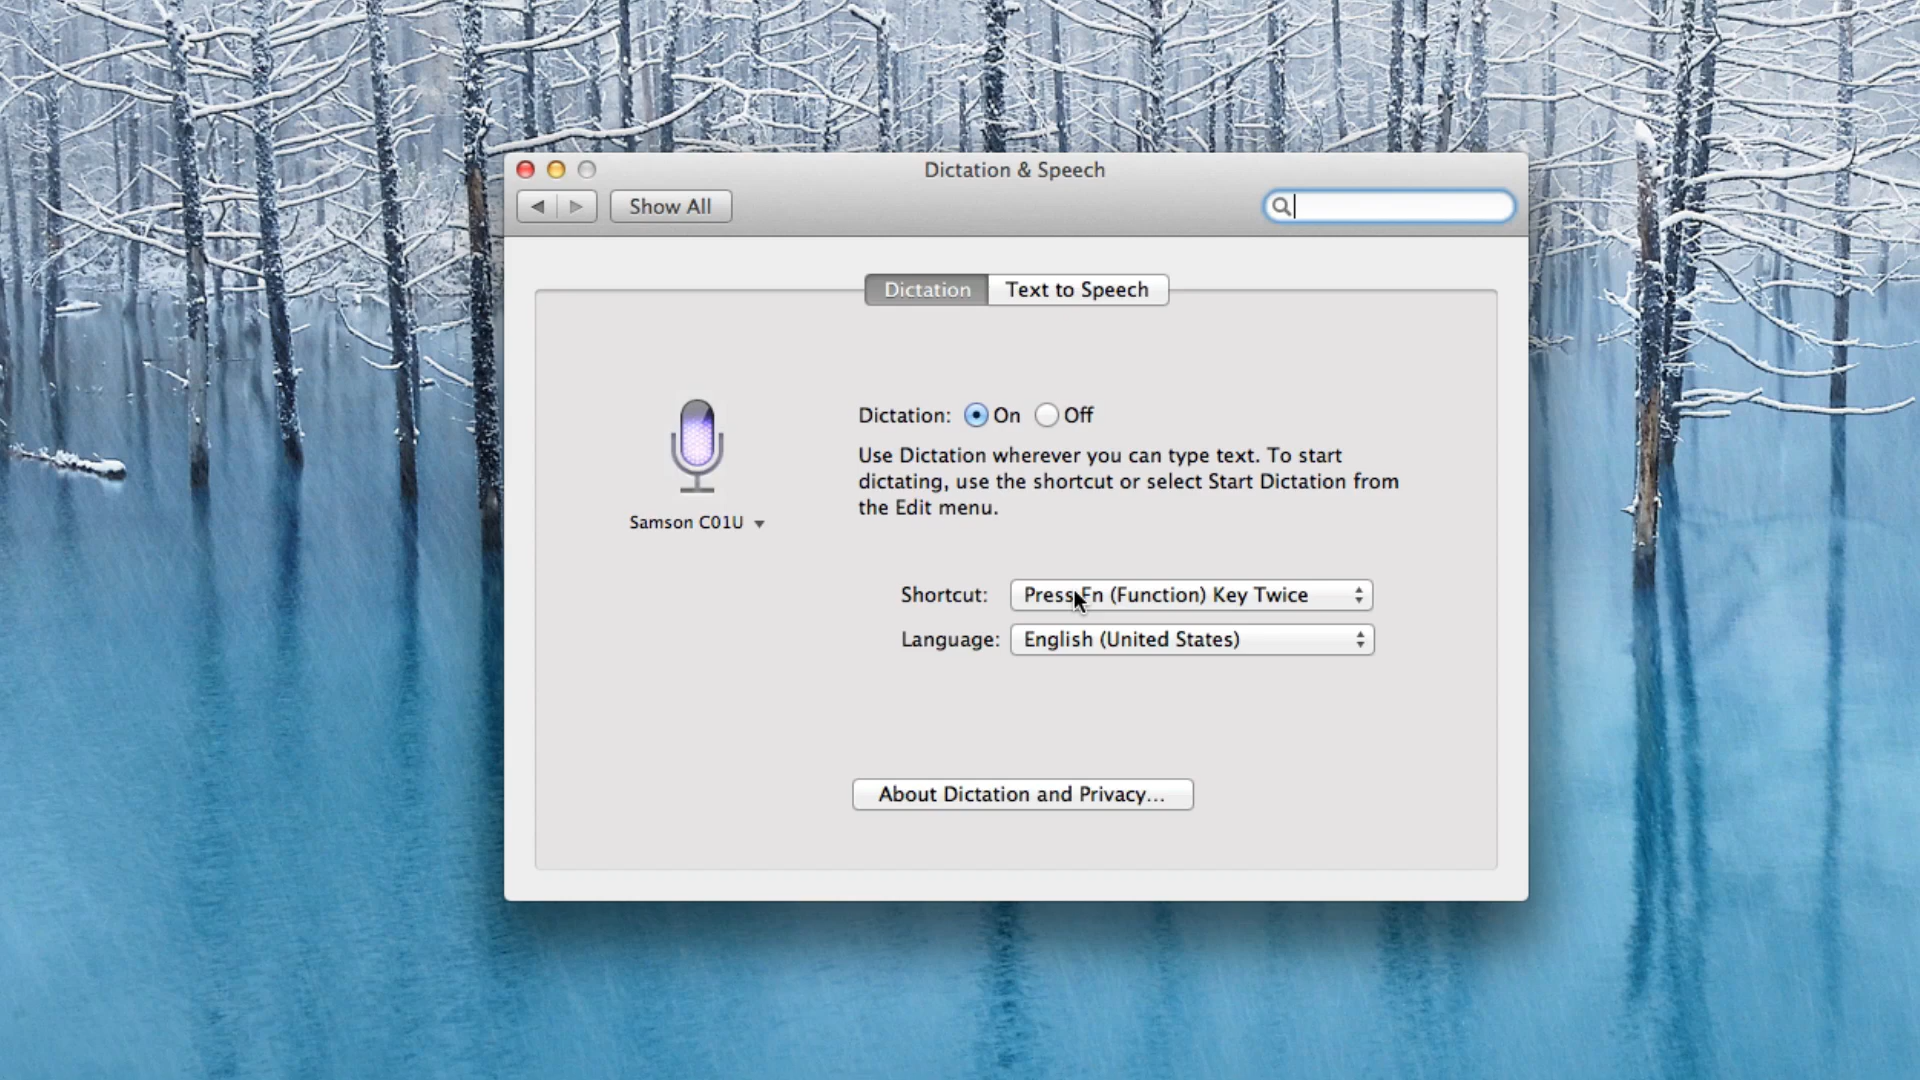 Dictation & Speech
Show All
Dictation
Text to Speech
Dictation: On Off
Use Dictation wherever you can type text. To start
dictating, use the shortcut or select Start Dictation from
the Edit menu.
Samson C01U
Shortcut: Press Fn (Function) Key Twice
Language: English (United States)
About Dictation and Privacy...